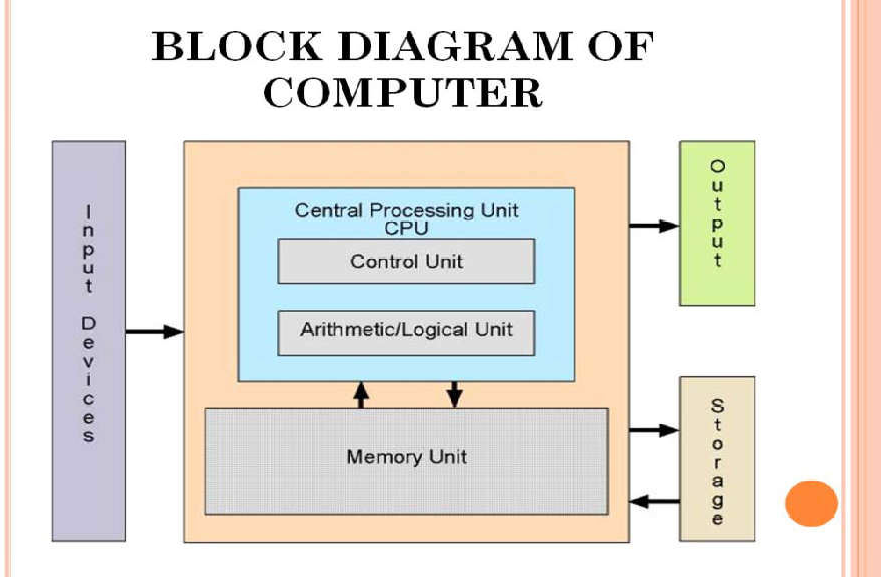 BLOCK DIAGRAM OF
COMPUTER
Input Devices
Central Processing Unit
CPU
Control Unit
Arithmetic/Logical Unit
Memory Unit
Output
Storage